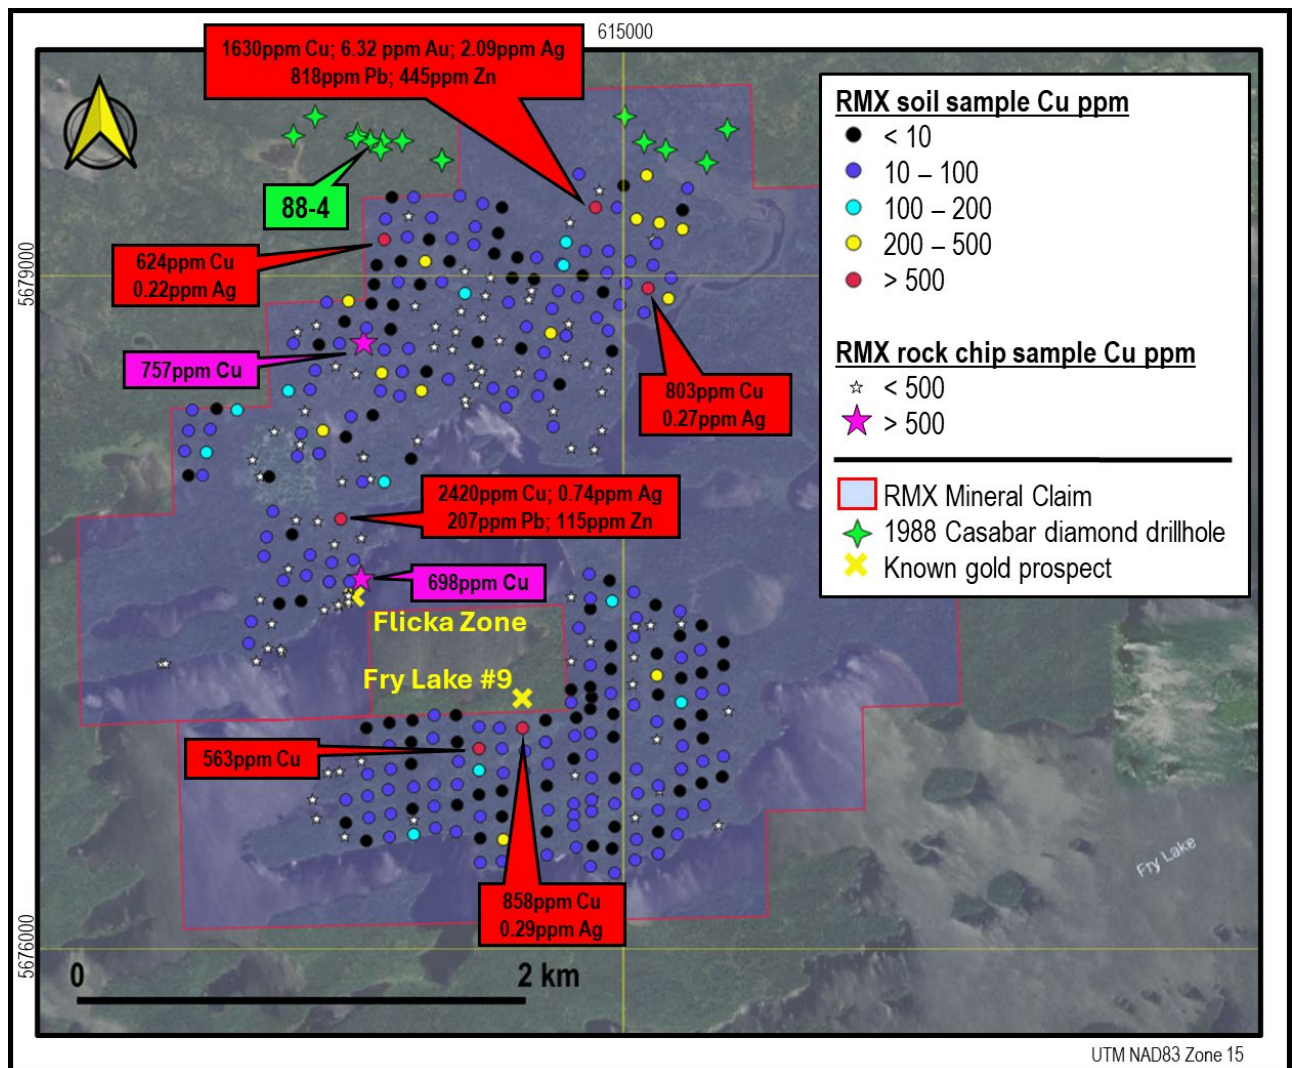 615000
1630ppm Cu; 6.32 ppm Au; 2.09ppm Ag
818ppm Pb; 445ppm Zn
RMX soil sample Cu ppm
< 10
10 – 100
100 – 200
200 – 500
> 500
RMX rock chip sample Cu ppm
< 500
> 500
RMX Mineral Claim
1988 Casabar diamond drillhole
Known gold prospect
88-4
5679000
624ppm Cu
0.22ppm Ag
757ppm Cu
803ppm Cu
0.27ppm Ag
2420ppm Cu; 0.74ppm Ag
207ppm Pb; 115ppm Zn
698ppm Cu
Flicka Zone
Fry Lake #9
563ppm Cu
858ppm Cu
0.29ppm Ag
Fry Lake
5676000
0
2 km
UTM NAD83 Zone 15